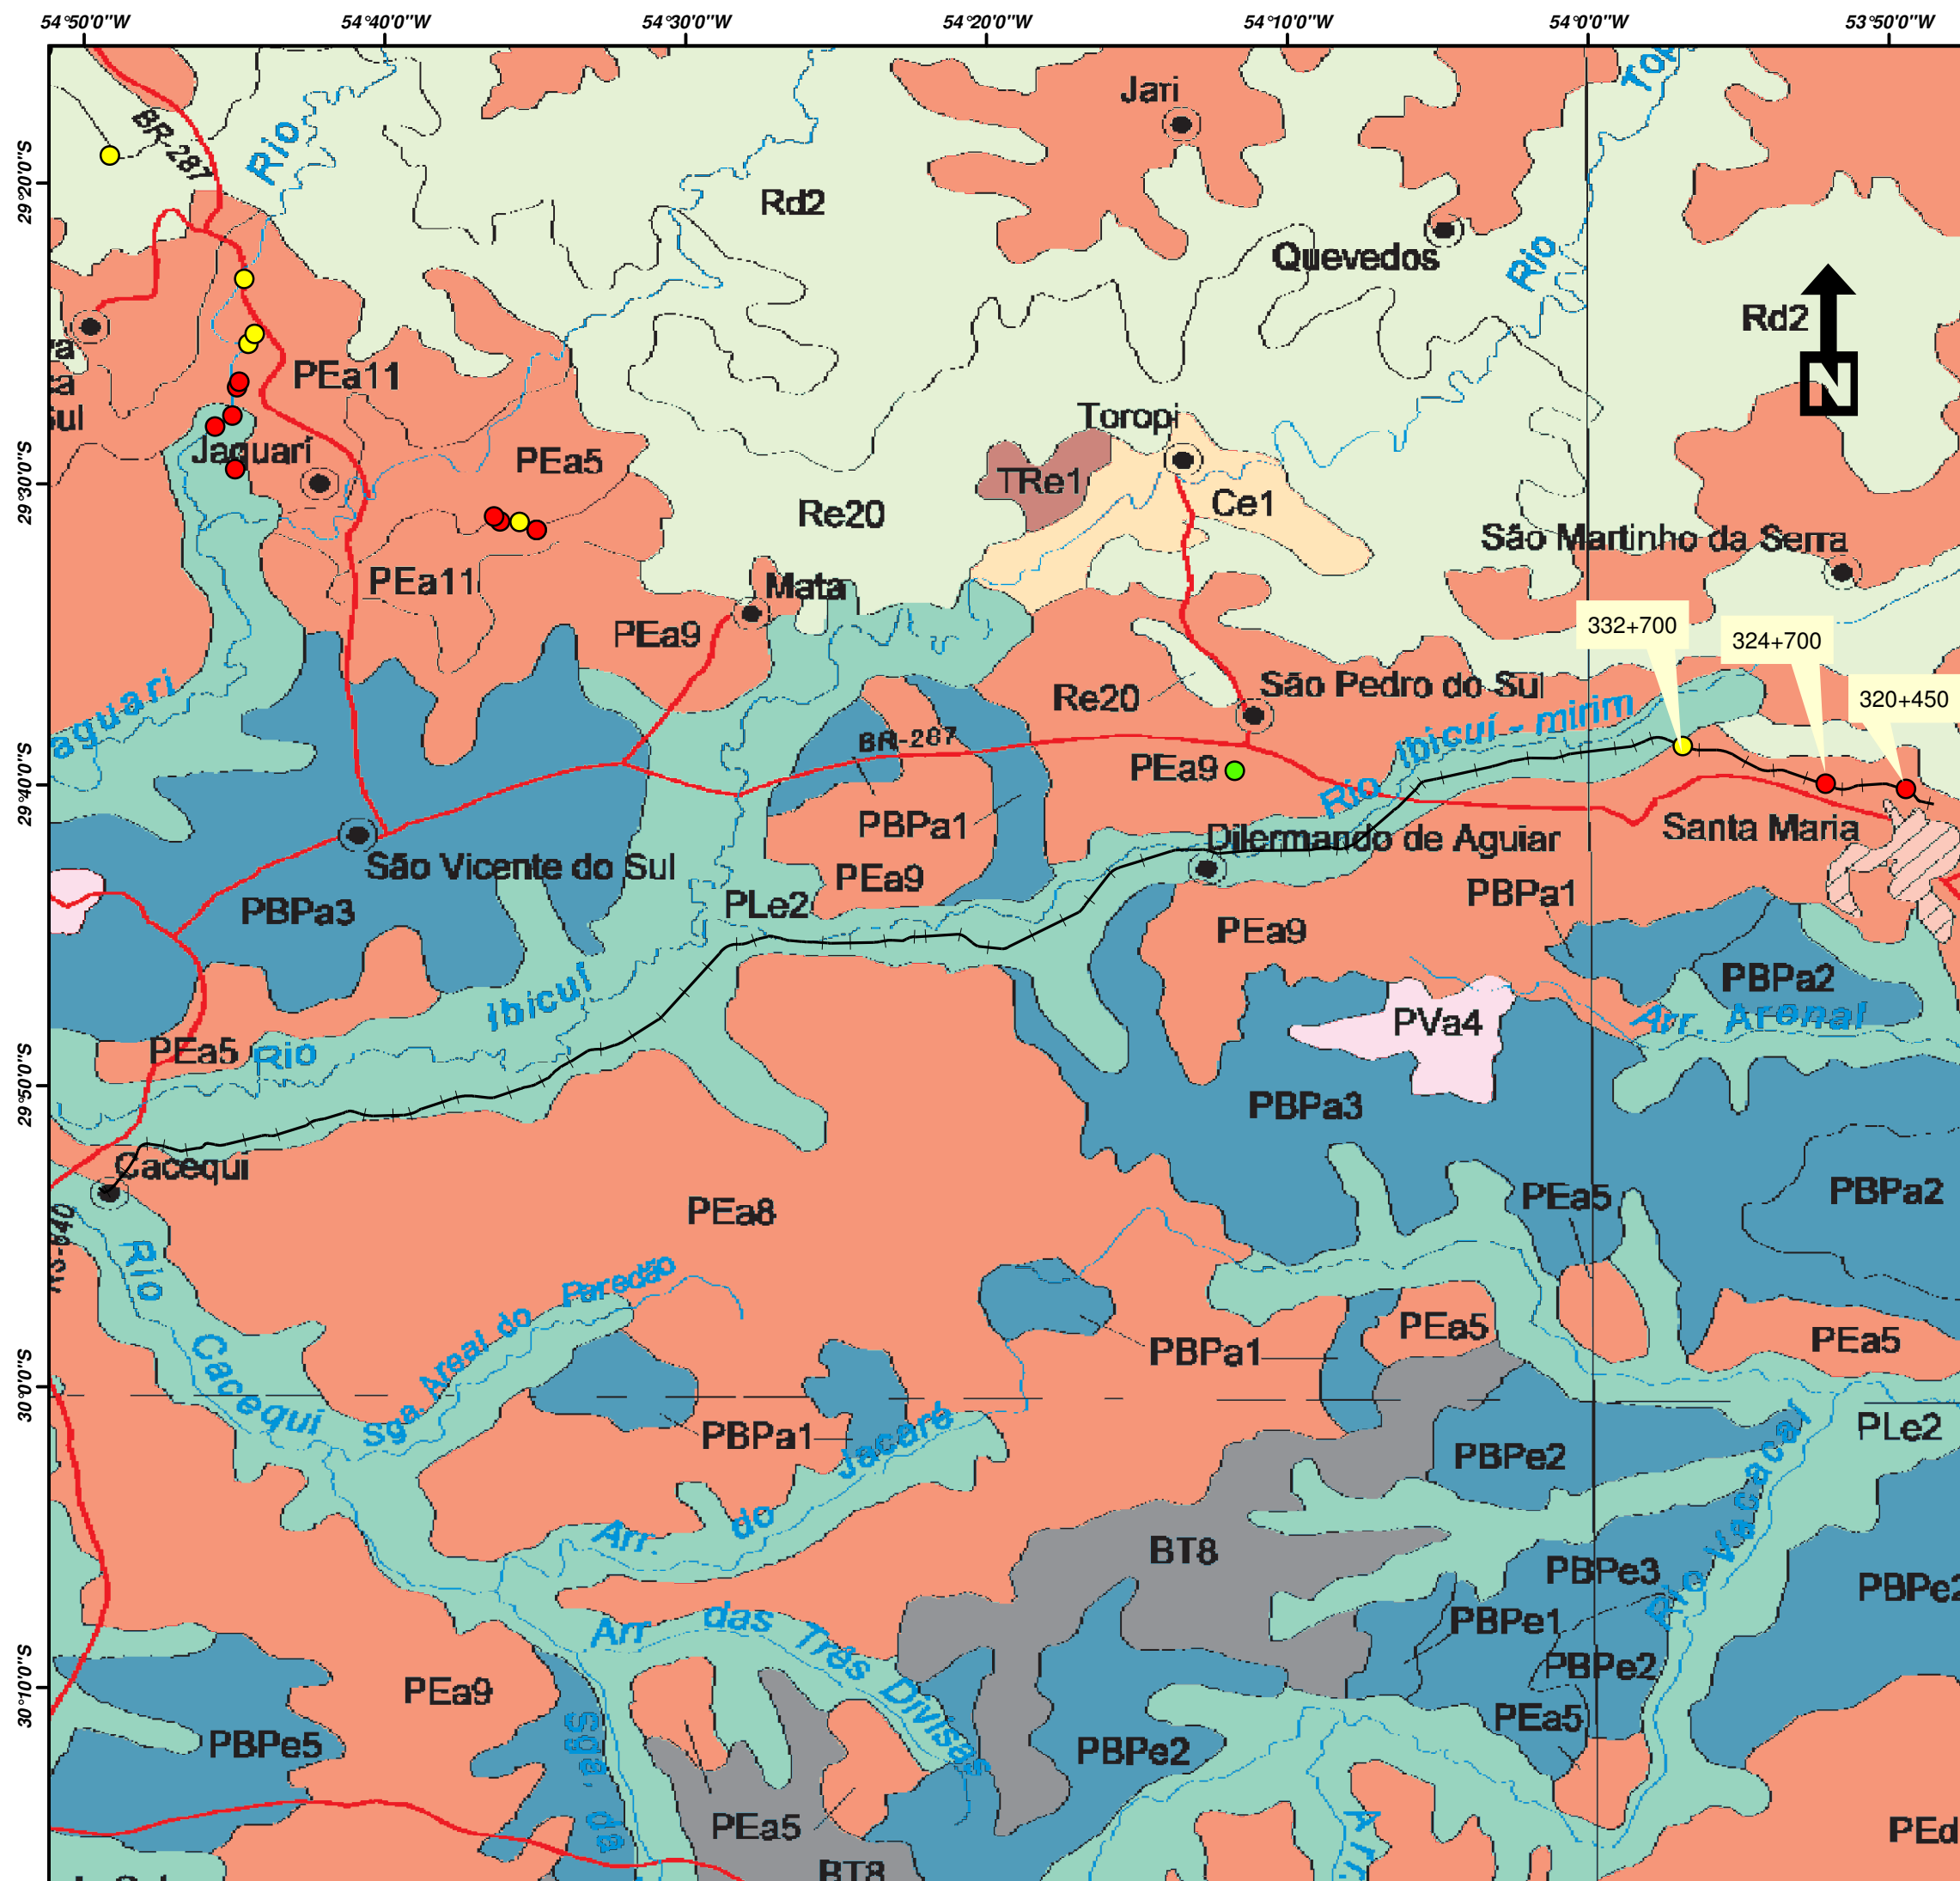 54°50'0"W 54°40'0"W 54°30'0"W 54°20'0"W 54°10'0"W 54°0'0"W 53°50'0"W
29°20'0"S
29°30'0"S
29°40'0"S
29°50'0"S
30°0'0"S
30°10'0"S
Jari
BR-287
Rio
Rd2
Quevedos
Rio
Rd2
N
PEa11
Toropi
Jaguari
PEa5
TRe1
Ce1
Re20
São Martinho da Serra
PEa11
Mata
PEa9
332+700
324+700
320+450
Re20
São Pedro do Sul
aguari
Rio Ibicuí - mirim
BR-287
PEa9
PBPa1
Dilermando de Aguiar
Santa Maria
São Vicente do Sul
PEa9
PBPa1
PBPa3
PLe2
PEa9
PBPa2
Rio Ibicuí
PVa4
Arr. Arenal
PEa5
PBPa3
Cacequi
PEa8
PEa5
PBPa2
Rio Cacequi
Sga. Areal do Paredão
PBPa1
PEa5
PEa5
PBPa1
PLe2
PBPe2
Arr. do Jacaré
BT8
PBPe3
Rio Vacacaí
PBPe2
PBPe1
Arr das Três Divisas
PBPe2
PEa9
PEa5
PBPe5
PBPe2
Sga. da
PEa5
Arr.
PEd
BT8